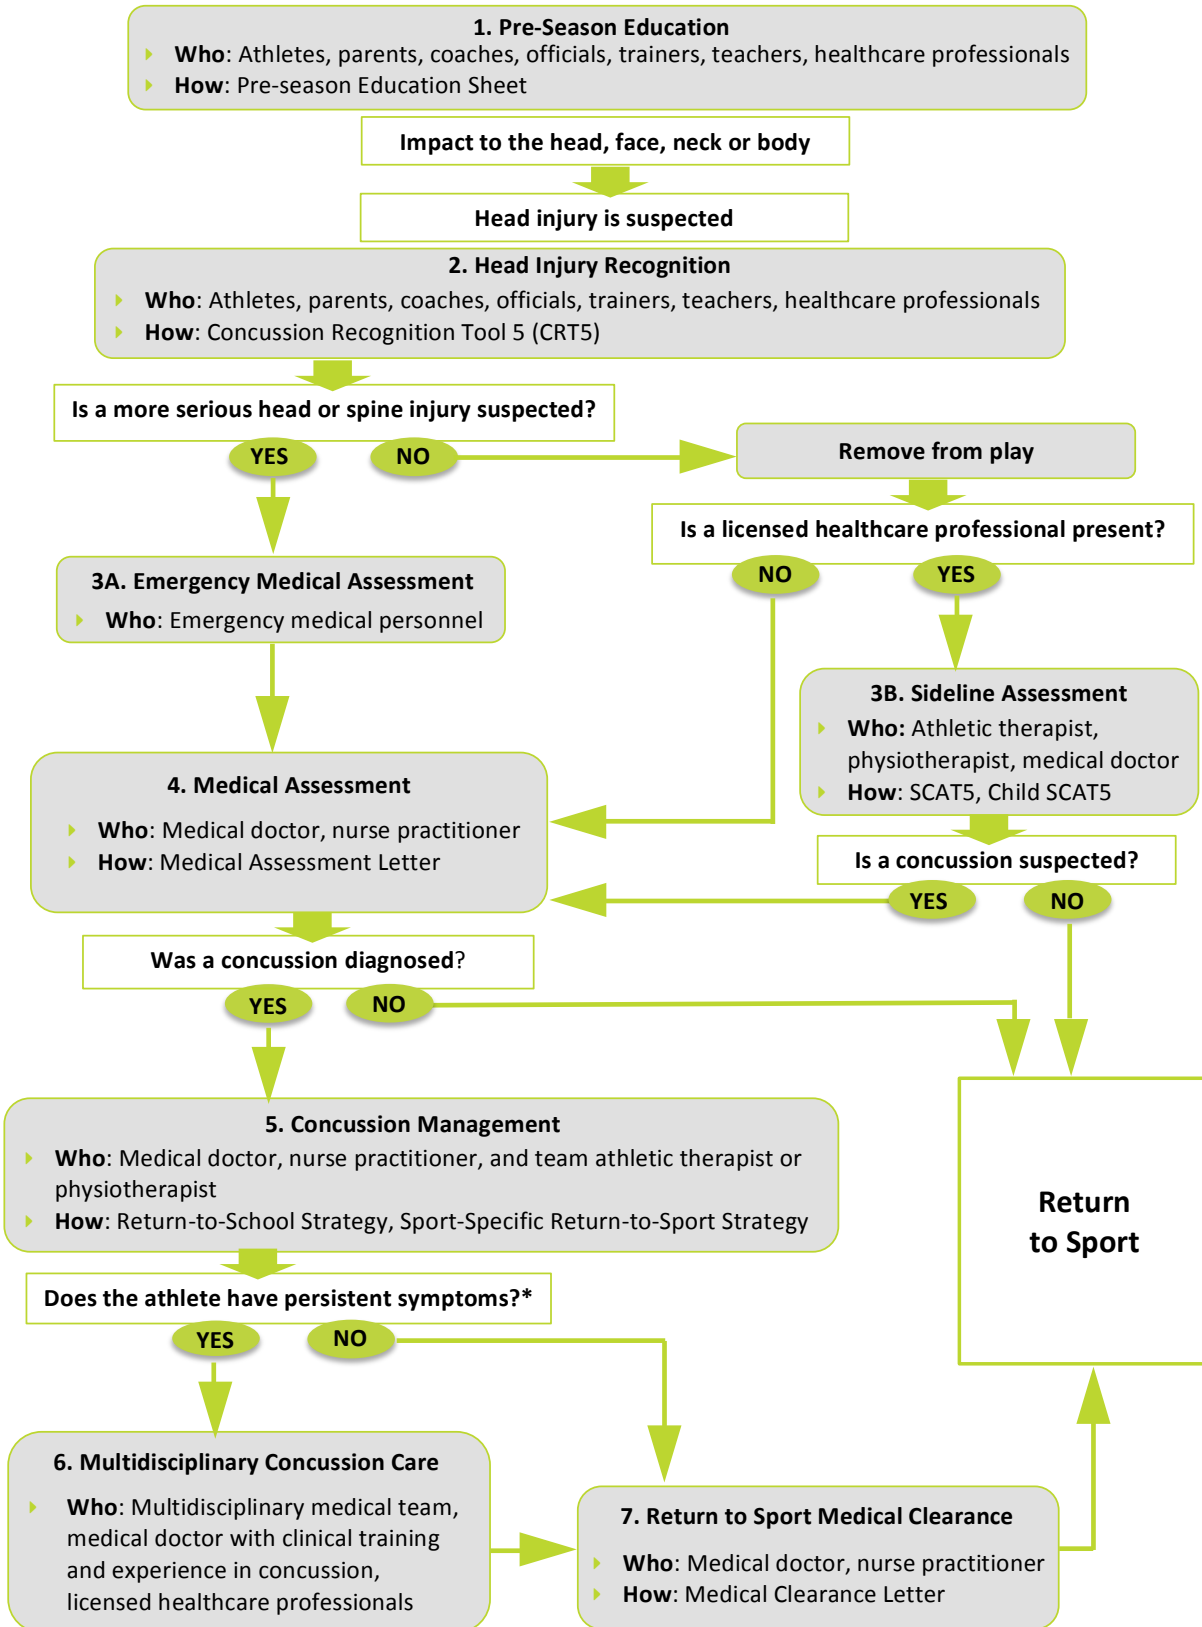 1. Pre-Season Education
Who: Athletes, parents, coaches, officials, trainers, teachers, healthcare professionals
How: Pre-season Education Sheet
Impact to the head, face, neck or body
Head injury is suspected
2. Head Injury Recognition
Who: Athletes, parents, coaches, officials, trainers, teachers, healthcare professionals
How: Concussion Recognition Tool 5 (CRT5)
Is a more serious head or spine injury suspected?
YES
NO
Remove from play
Is a licensed healthcare professional present?
NO
YES
3A. Emergency Medical Assessment
Who: Emergency medical personnel
3B. Sideline Assessment
Who: Athletic therapist,
physiotherapist, medical doctor
How: SCAT5, Child SCAT5
Is a concussion suspected?
YES
NO
4. Medical Assessment
Who: Medical doctor, nurse practitioner
How: Medical Assessment Letter
Was a concussion diagnosed?
YES
NO
5. Concussion Management
Who: Medical doctor, nurse practitioner, and team athletic therapist or
physiotherapist
How: Return-to-School Strategy, Sport-Specific Return-to-Sport Strategy
Return
to Sport
Does the athlete have persistent symptoms?*
YES
NO
6. Multidisciplinary Concussion Care
Who: Multidisciplinary medical team,
medical doctor with clinical training
and experience in concussion,
licensed healthcare professionals
7. Return to Sport Medical Clearance
Who: Medical doctor, nurse practitioner
How: Medical Clearance Letter